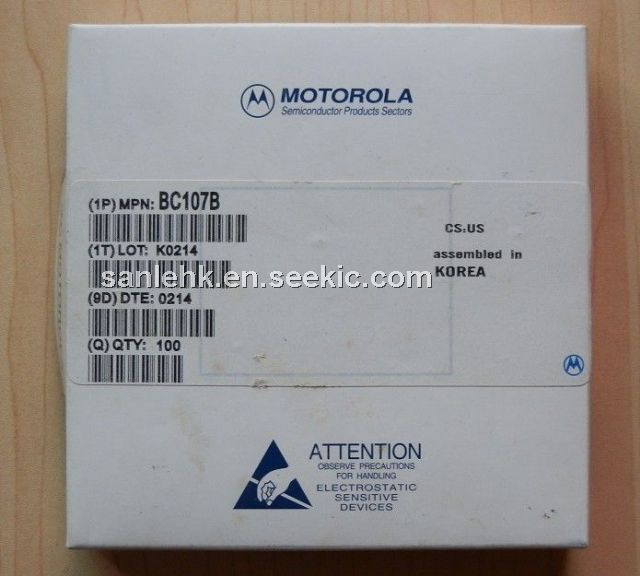 MOTOROLA
Semiconductor Products Sectors
(1P) MPN: BC107B
CS:US
(1T) LOT: K0214
assembled in
KOREA
sanlehk.en.seekic.com
(9D) DTE: 0214
(Q) QTY: 100
ATTENTION
OBSERVE PRECAUTIONS
FOR HANDLING
ELECTROSTATIC
SENSITIVE
DEVICES